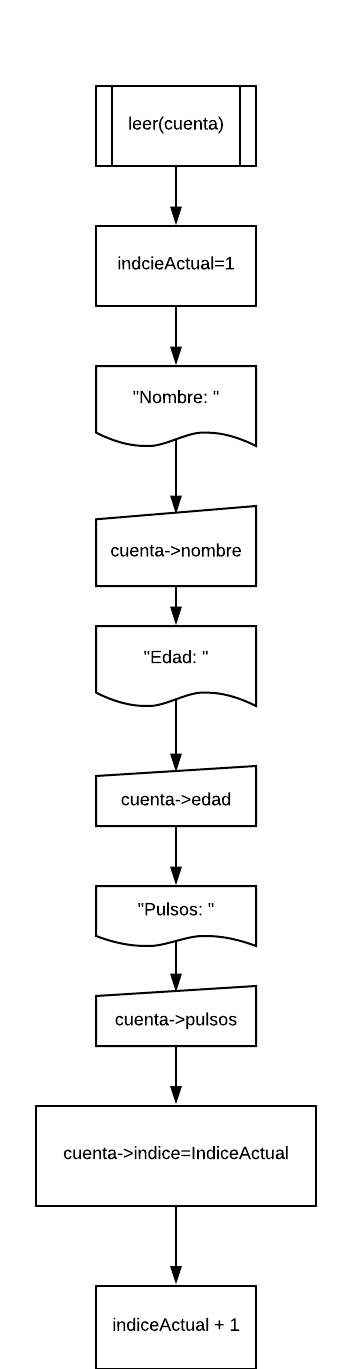 leer(cuenta)
indcieActual=1
"Nombre: "
cuenta->nombre
"Edad: "
cuenta->edad
"Pulsos: "
cuenta->pulsos
cuenta->indice=IndiceActual
indiceActual + 1